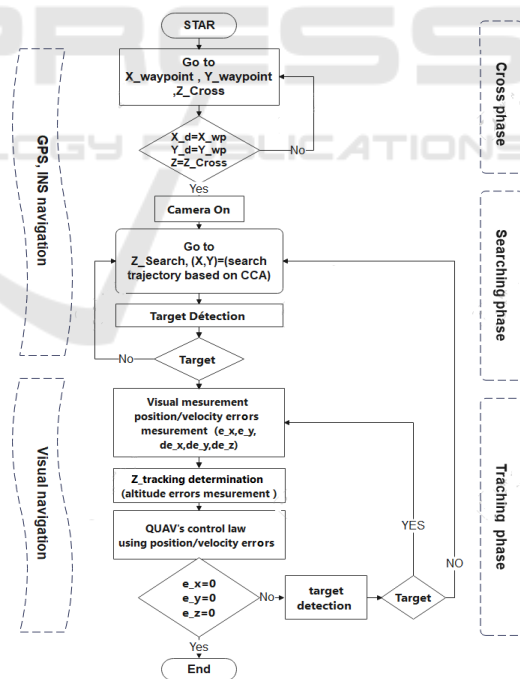 PRESS
LOGY PUBLICATIONS
STAR
Go to
X_waypoint , Y_waypoint
,Z_Cross
X_d=X_wp
Y_d=Y_wp
Z=Z_Cross
No
Yes
Camera On
Go to
Z_Search, (X,Y)=(search
trajectory based on CCA)
Target Détection
No
Target
Visual mesurement
position/velocity errors
mesurement (e_x,e_y,
de_x,de_y,de_z)
Z_tracking determination
(altitude errors mesurement )
QUAV's control law
using position/velocity errors
e_x=0
e_y=0
e_z=0
No
target
detection
Target
YES
NO
Yes
End
GPS, INS navigation
Visual navigation
Cross phase
Searching phase
Traching phase